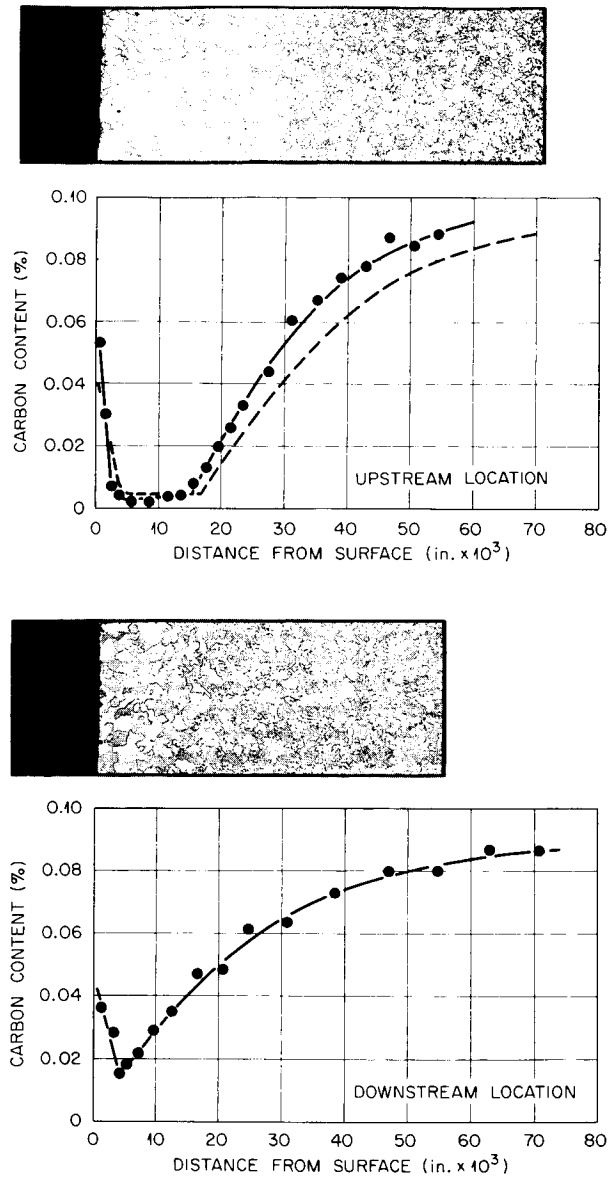 0.10
0.08
0.06
0.04
0.02
0
CARBON CONTENT (%)
UPSTREAM LOCATION
0 10 20 30 40 50 60 70 80
DISTANCE FROM SURFACE (in. x 10³)
0.10
0.08
0.06
0.04
0.02
0
CARBON CONTENT (%)
DOWNSTREAM LOCATION
0 10 20 30 40 50 60 70 80
DISTANCE FROM SURFACE (in. x 10³)